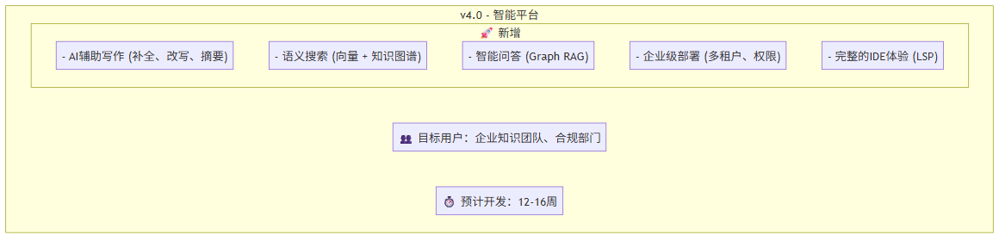 v4.0 - 智能平台
🚀 新增
- AI辅助写作 (补全、改写、摘要)
- 语义搜索 (向量 + 知识图谱)
- 智能问答 (Graph RAG)
- 企业级部署 (多租户、权限)
- 完整的IDE体验 (LSP)
👥 目标用户：企业知识团队、合规部门
⏱️ 预计开发：12-16周